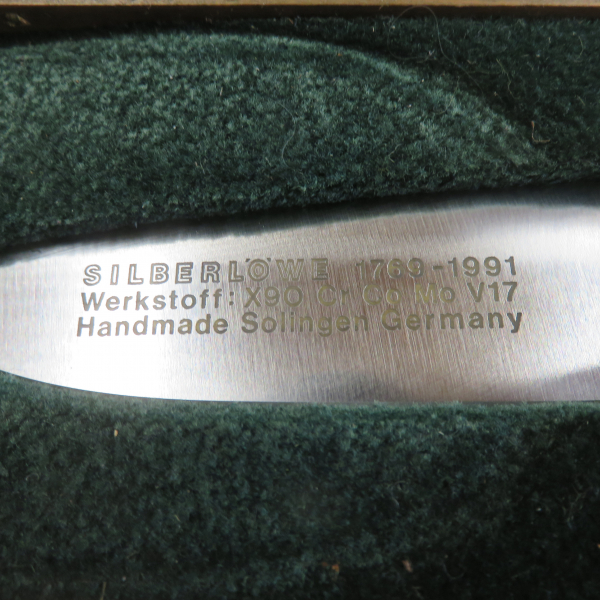 SILBERLÖWE 1769-1991
Werkstoff: X90 Cr Co Mo V17
Handmade Solingen Germany